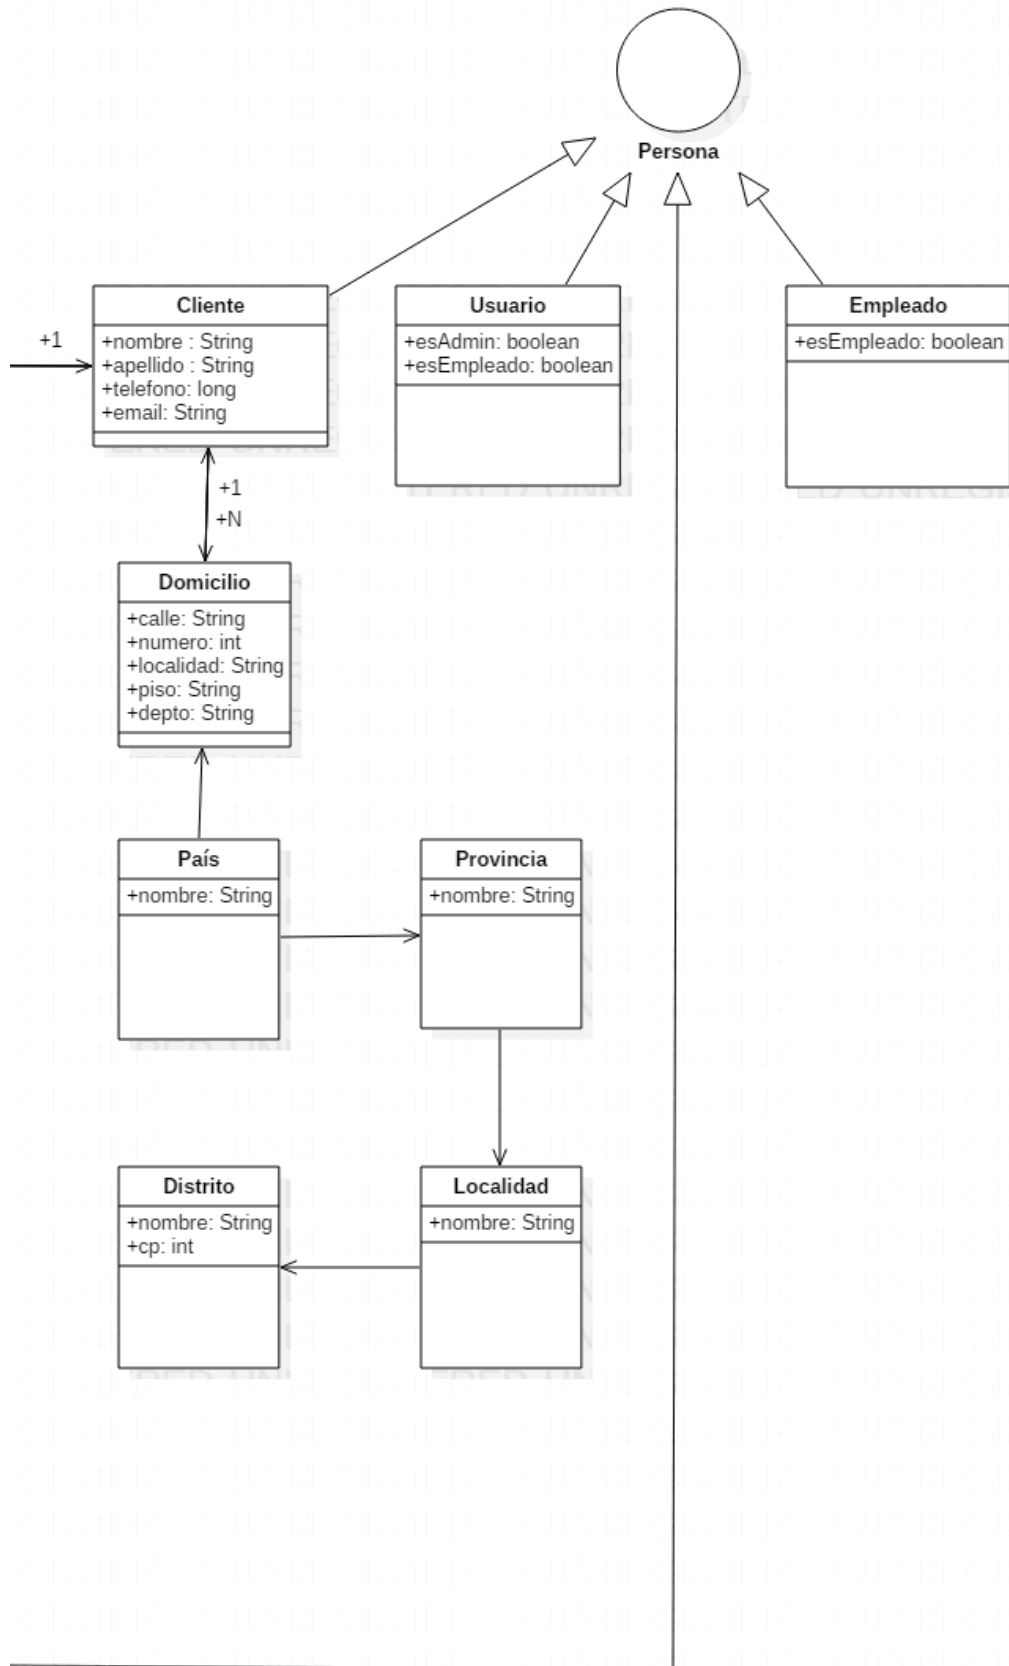 Persona
Cliente
+nombre : String
+apellido : String
+telefono: long
+email: String
Usuario
+esAdmin: boolean
+esEmpleado: boolean
Empleado
+esEmpleado: boolean
+1
+1
+N
Domicilio
+calle: String
+numero: int
+localidad: String
+piso: String
+depto: String
País
+nombre: String
Provincia
+nombre: String
Distrito
+nombre: String
+cp: int
Localidad
+nombre: String